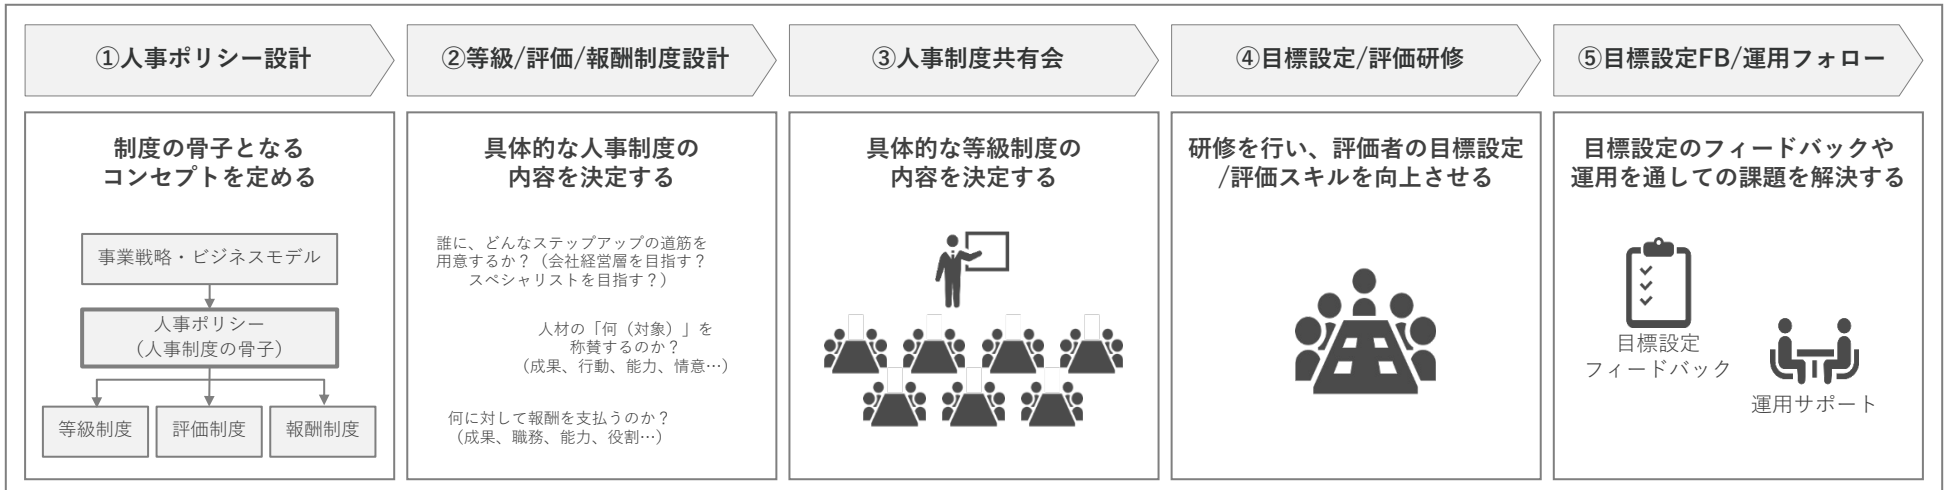 ①人事ポリシー設計
②等級/評価/報酬制度設計
③人事制度共有会
④目標設定/評価研修
⑤目標設定FB/運用フォロー
制度の骨子となる
コンセプトを定める
事業戦略・ビジネスモデル
人事ポリシー
（人事制度の骨子）
等級制度
評価制度
報酬制度
具体的な人事制度の
内容を決定する
誰に、どんなステップアップの道筋を
用意するか？（会社経営層を目指す？
スペシャリストを目指す？）
人材の「何（対象）」を
称賛するのか？
（成果、行動、能力、情意…）
何に対して報酬を支払うのか？
（成果、職務、能力、役割…）
具体的な等級制度の
内容を決定する
研修を行い、評価者の目標設定
/評価スキルを向上させる
目標設定のフィードバックや
運用を通しての課題を解決する
目標設定
フィードバック
運用サポート